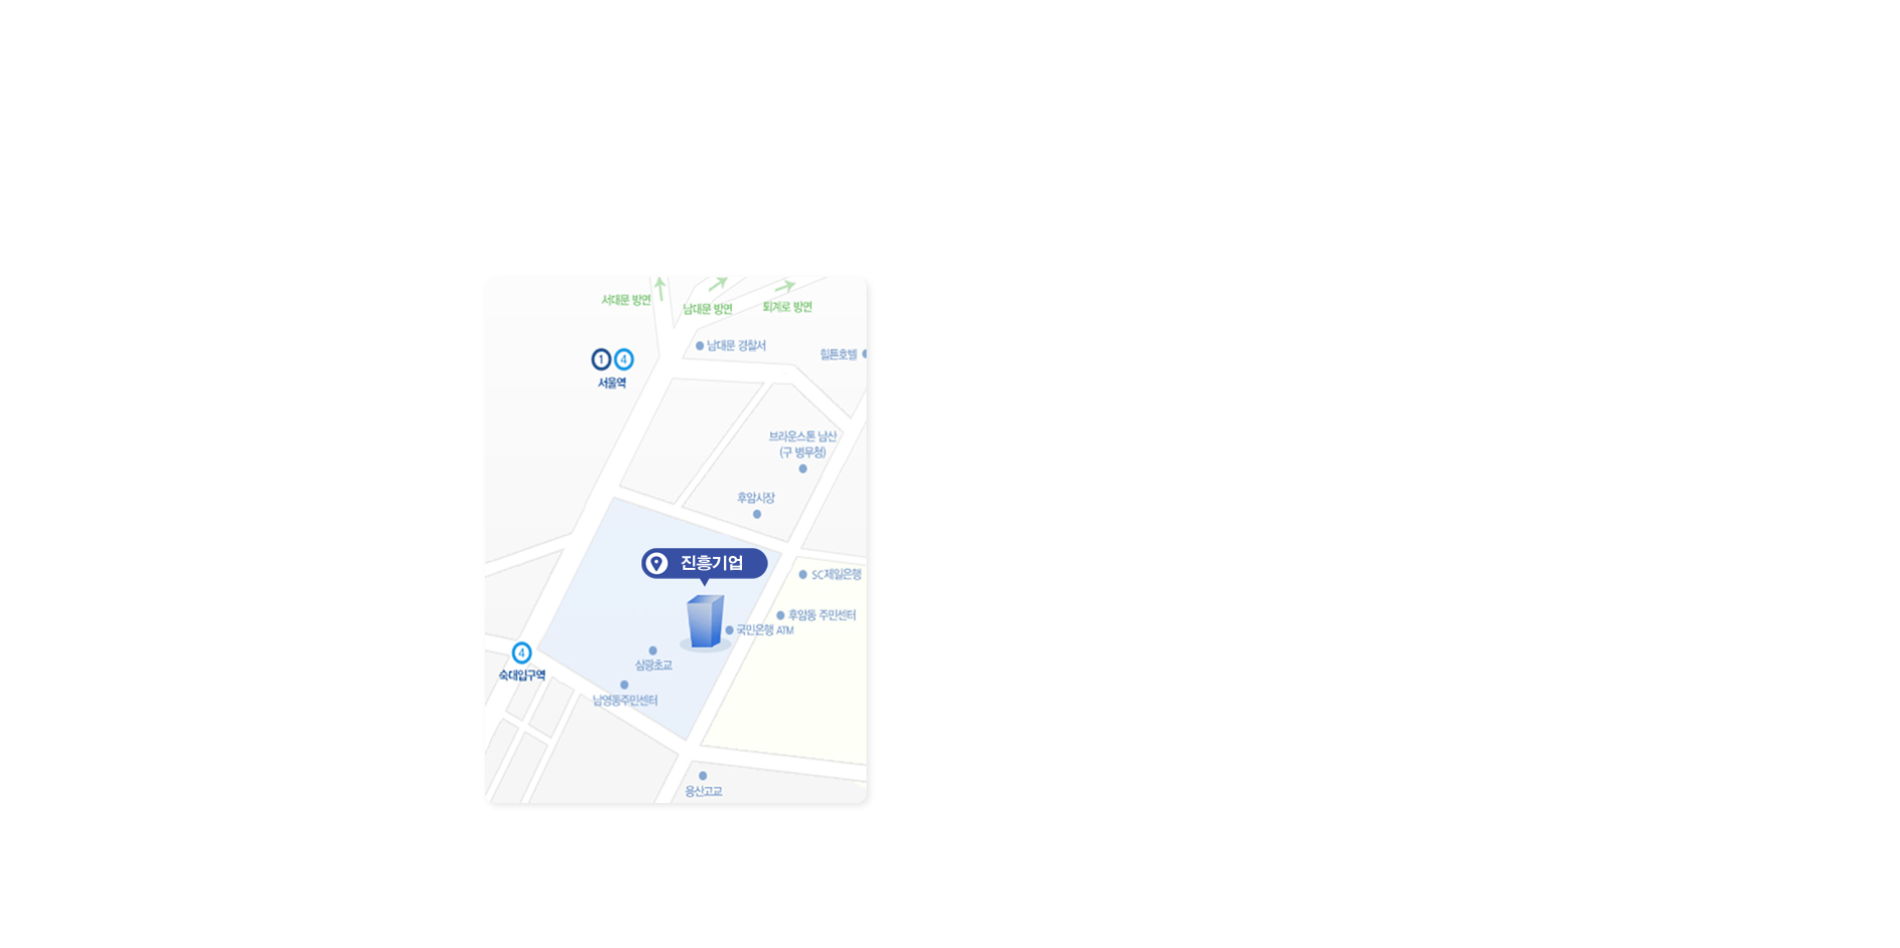 서대문 방면
남대문 방면
퇴계로 방면
남대문 경찰서
힐튼호텔
1 4
서울역
브라운스톤 남산
(구 병무청)
후암시장
진흥기업
SC제일은행
후암동 주민센터
국민은행 ATM
4
숙대입구역
삼광초교
남영동주민센터
용산고교